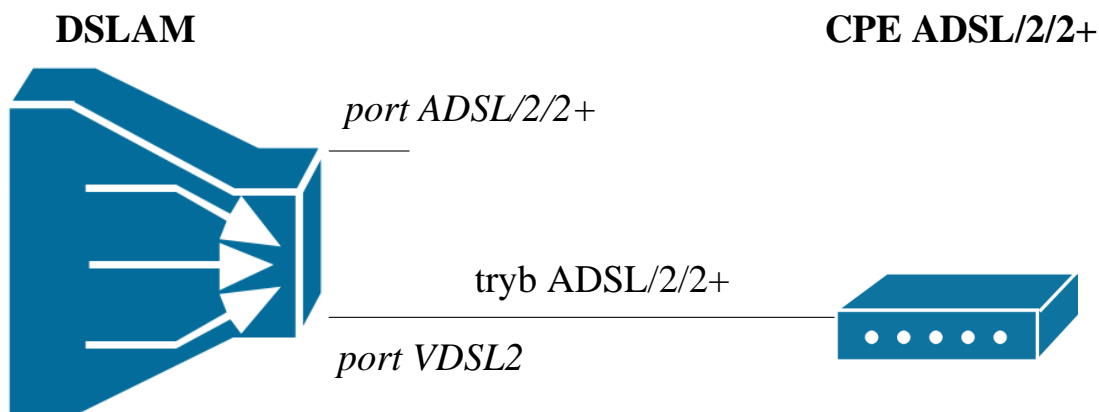 DSLAM
CPE ADSL/2/2+
port ADSL/2/2+
tryb ADSL/2/2+
port VDSL2